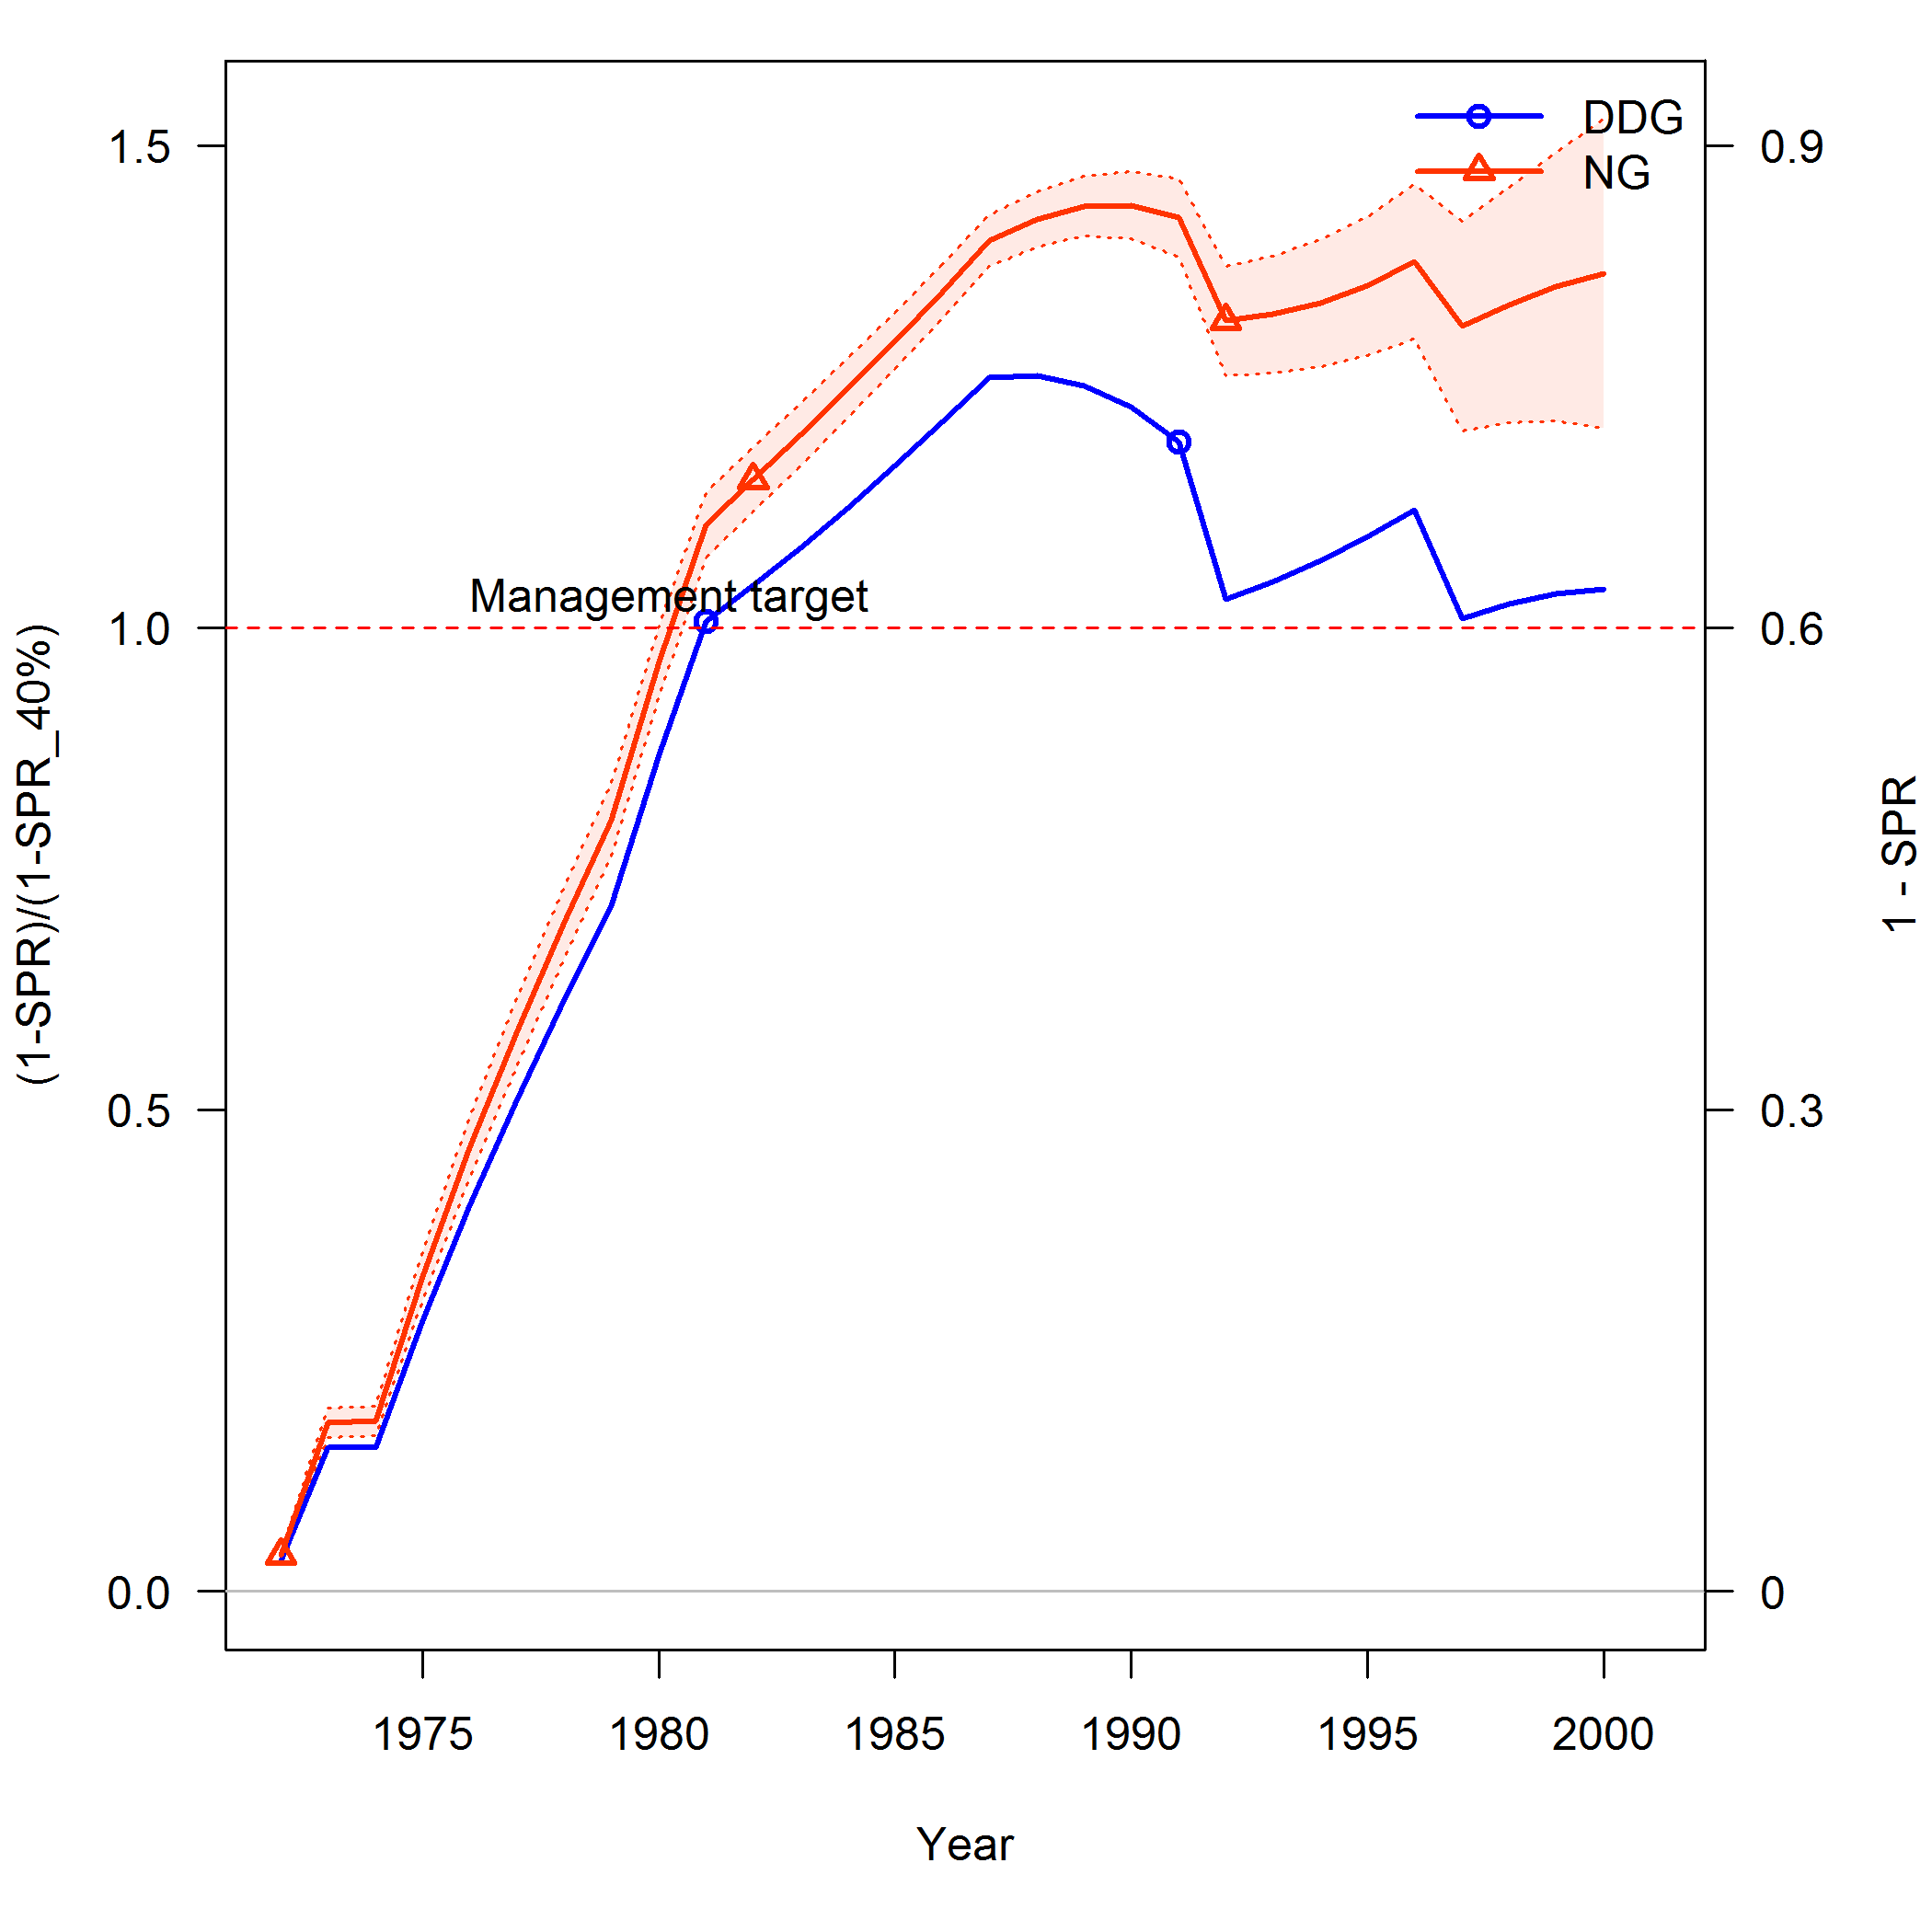 DDG
NG
1.5
1.0
0.5
0.0
0.9
0.6
0.3
0
Management target
(1-SPR)/(1-SPR_40%)
1 - SPR
1975 1980 1985 1990 1995 2000
Year